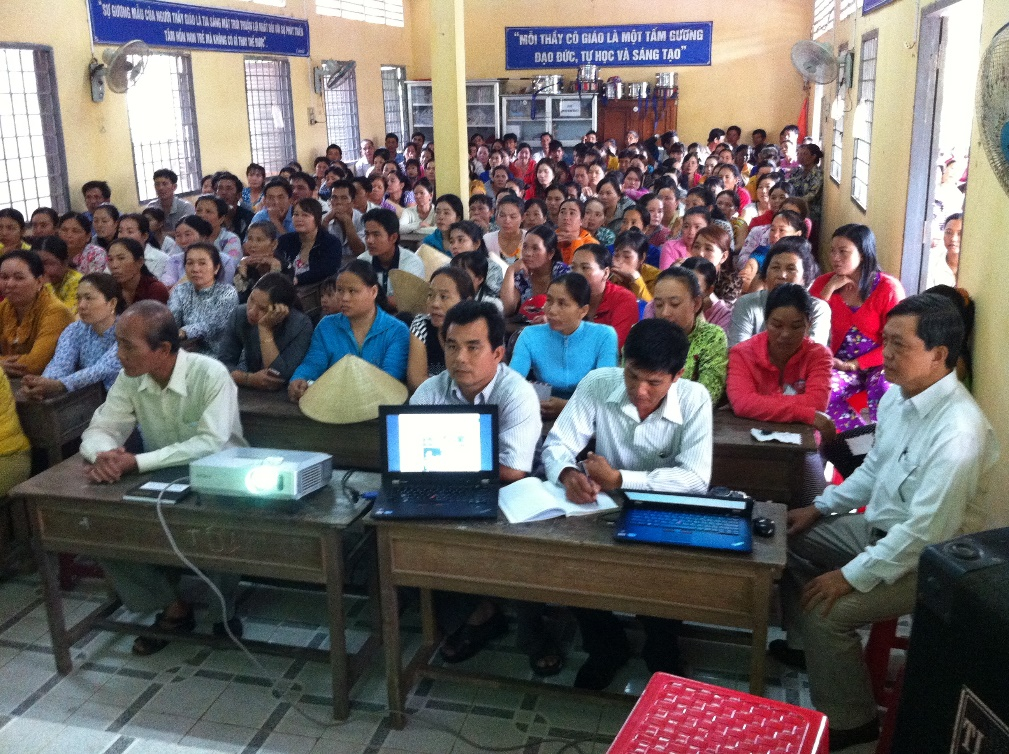 "SỰ GƯƠNG MẪU CỦA NGƯỜI THẦY GIÁO LÀ TIA SÁNG MẶT TRỜI THUẬN LỢI NHẤT ĐỐI VỚI SỰ PHÁT TRIỂN
TÂM HỒN NON TRẺ MÀ KHÔNG CÓ GÌ THAY THẾ ĐƯỢC"
"MỖI THẦY CÔ GIÁO LÀ MỘT TẤM GƯƠNG
ĐẠO ĐỨC, TỰ HỌC VÀ SÁNG TẠO"